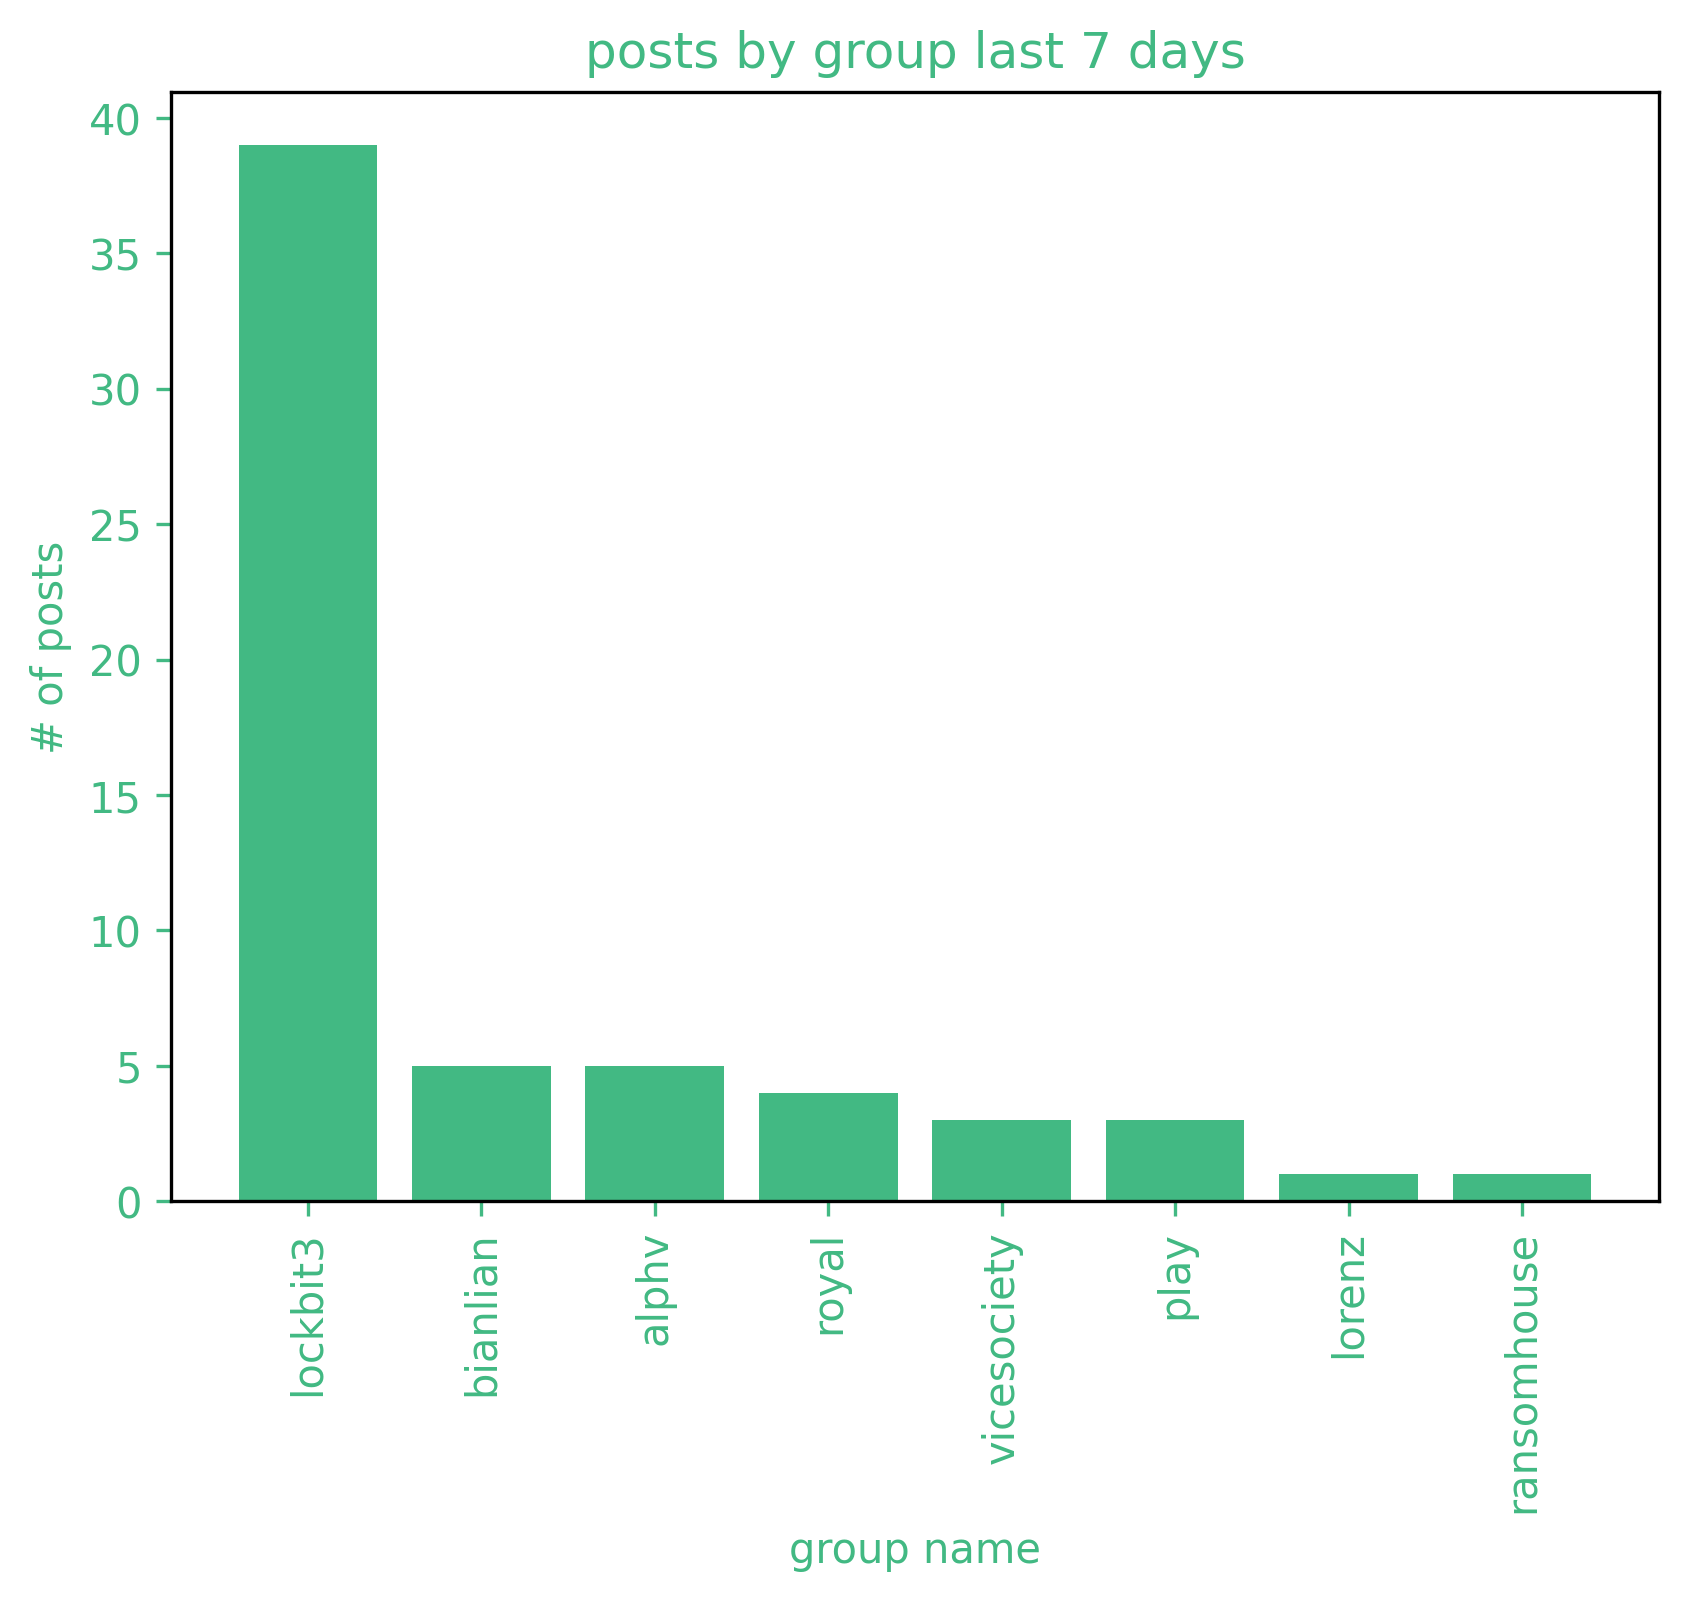 posts by group last 7 days
# of posts
40
35
30
25
20
15
10
5
0
lockbit3
bianlian
alphv
royal
vicesociety
play
lorenz
ransomhouse
group name